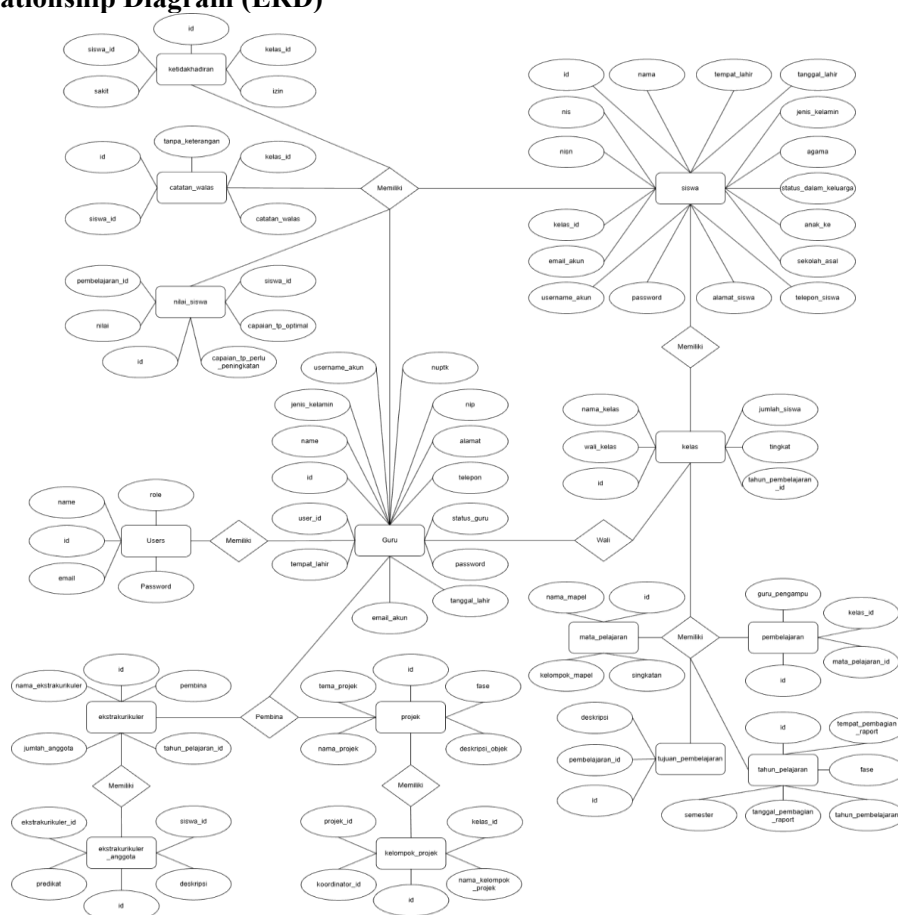 ationship Diagram (ERD)
id
siswa_id
kelas_id
ketidakhadiran
sakit
izin
tanpa_keterangan
id
kelas_id
catatan_walas
siswa_id
catatan_walas
Memiliki
pembelajaran_id
siswa_id
nilai_siswa
nilai
capaian_tp_optimal
id
capaian_tp_perlu
_peningkatan
id
nama
tempat_lahir
tanggal_lahir
nis
jenis_kelamin
nisn
agama
siswa
status_dalam_keluarga
kelas_id
anak_ke
email_akun
sekolah_asal
username_akun
password
alamat_siswa
telepon_siswa
Memiliki
nama_kelas
jumlah_siswa
wali_kelas
kelas
tingkat
id
tahun_pembelajaran
_id
username_akun
nuptk
jenis_kelamin
nip
name
alamat
id
telepon
user_id
status_guru
Guru
tempat_lahir
password
email_akun
tanggal_lahir
Wali
name
role
id
Users
Memiliki
email
Password
id
nama_ekstrakurikuler
pembina
ekstrakurikuler
jumlah_anggota
tahun_pelajaran_id
Memiliki
ekstrakurikuler_id
siswa_id
ekstrakurikuler
_anggota
predikat
deskripsi
id
Pembina
id
tema_projek
fase
projek
nama_projek
deskripsi_objek
Memiliki
projek_id
kelas_id
kelompok_projek
koordinator_id
nama_kelompok
_projek
id
nama_mapel
id
mata_pelajaran
kelompok_mapel
singkatan
Memiliki
guru_pengampu
kelas_id
pembelajaran
mata_pelajaran_id
id
deskripsi
pembelajaran_id
tujuan_pembelajaran
id
id
tempat_pembagian
_raport
tahun_pelajaran
fase
semester
tanggal_pembagian
_raport
tahun_pembelajaran